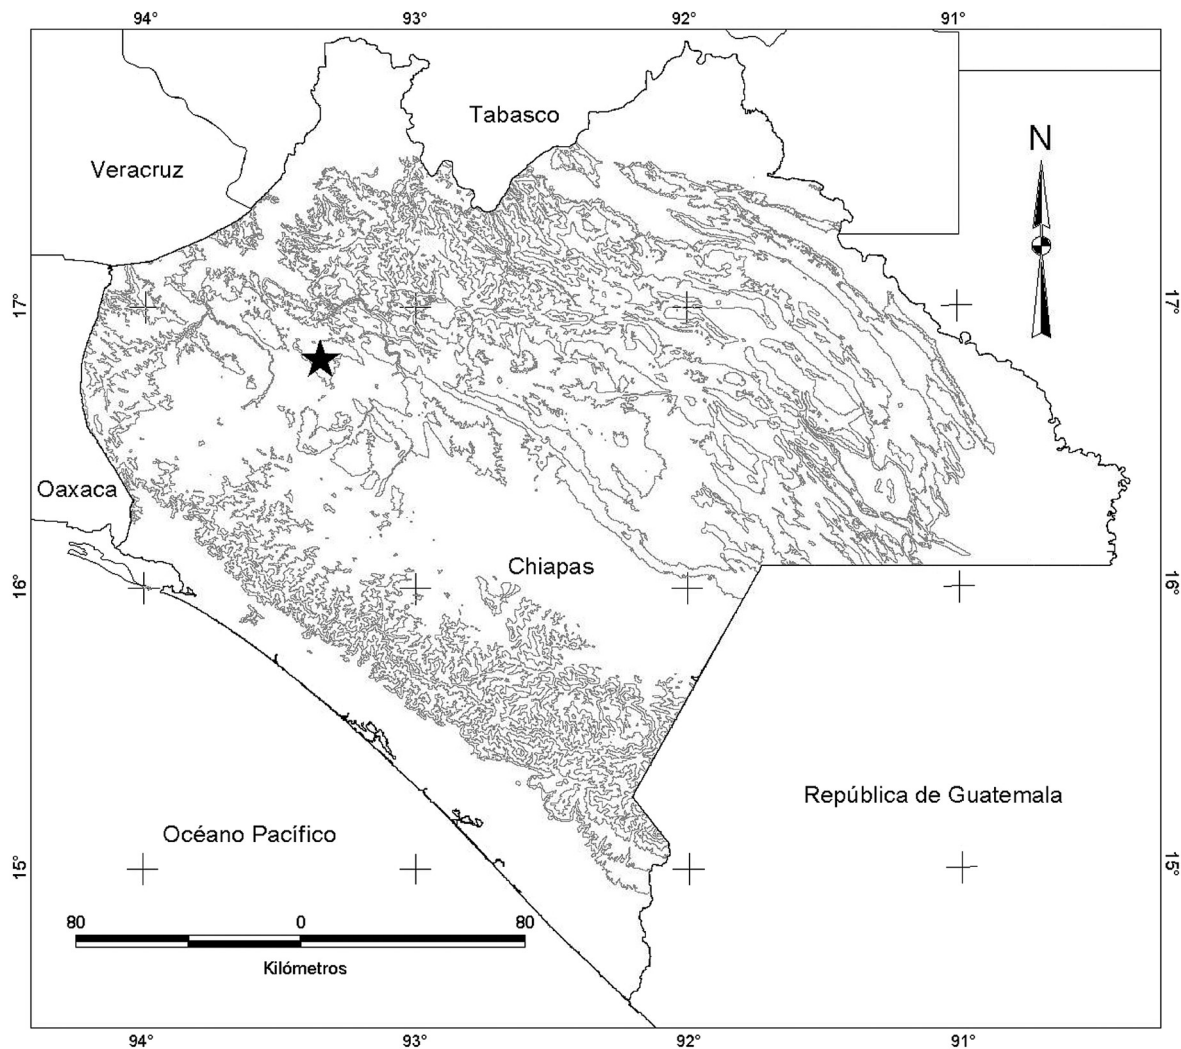 94° 93° 92° 91°
Tabasco
N
Veracruz
17° 17°
Oaxaca
Chiapas
16° 16°
República de Guatemala
Océano Pacífico
15° 15°
80 0 80
Kilómetros
94° 93° 92° 91°